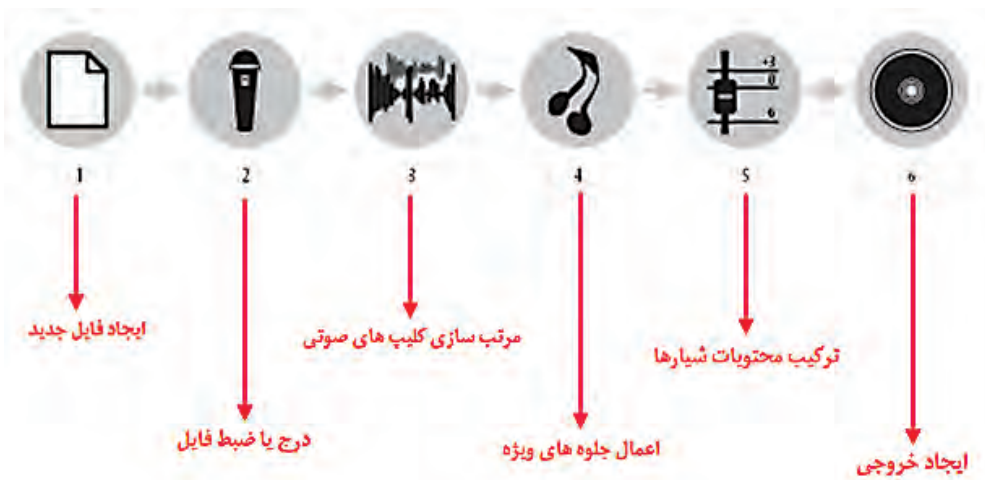 +3
0
6
1
2
3
4
5
6
ایجاد فایل جدید
درج یا ضبط فایل
مرتب سازی کلیپ های صوتی
اعمال جلوه های ویژه
ترکیب محتویات شیارها
ایجاد خروجی